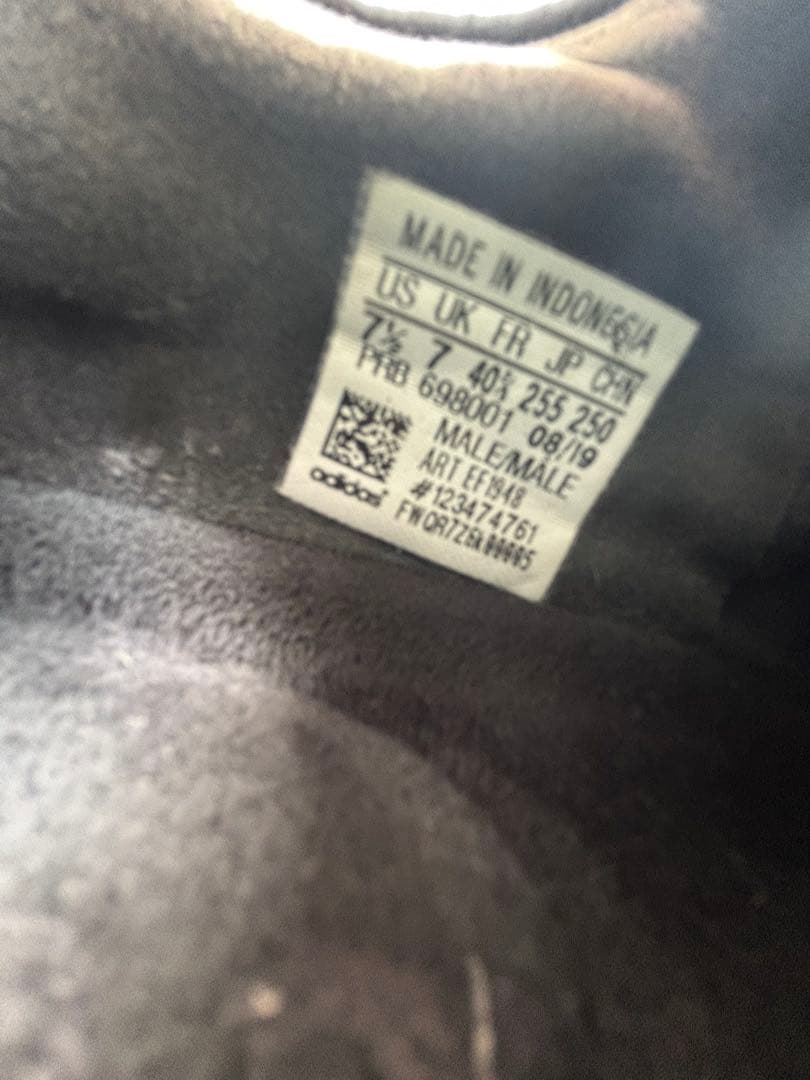 MADE IN INDONESIA
US UK FR JP CHN
7½ 7 40⅔ 255 250
PRB 698001 08/19
MALE/MALE
ART EF1948
#123474761
adidas